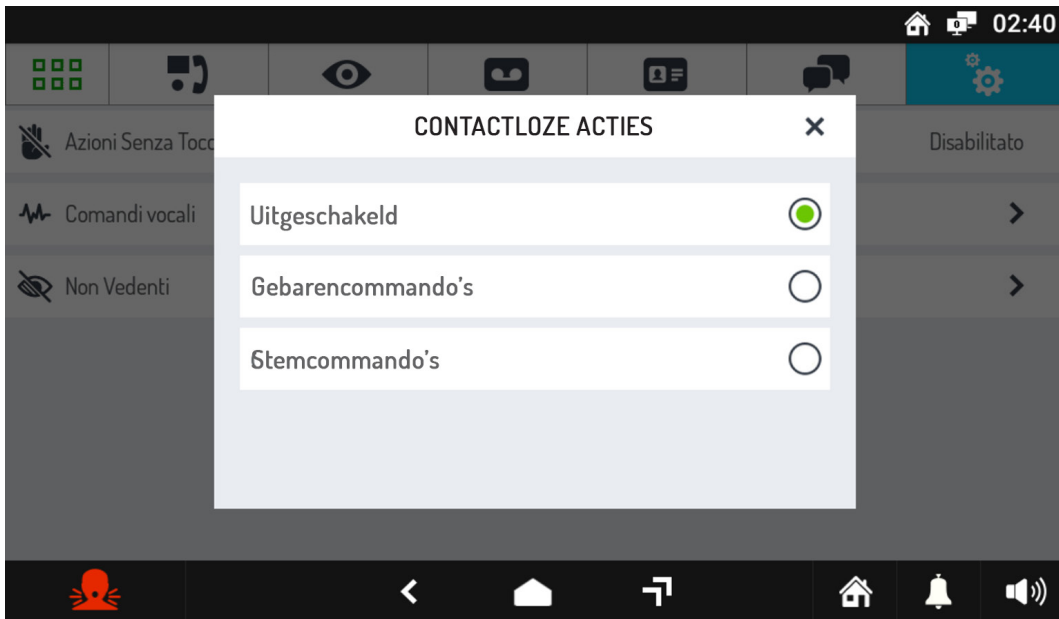 02:40
CONTACTLOZE ACTIES
Azioni Senza Tocc
Disabilitato
Uitgeschakeld
Comandi vocali
Gebarencommando's
Non Vedenti
Stemcommando's